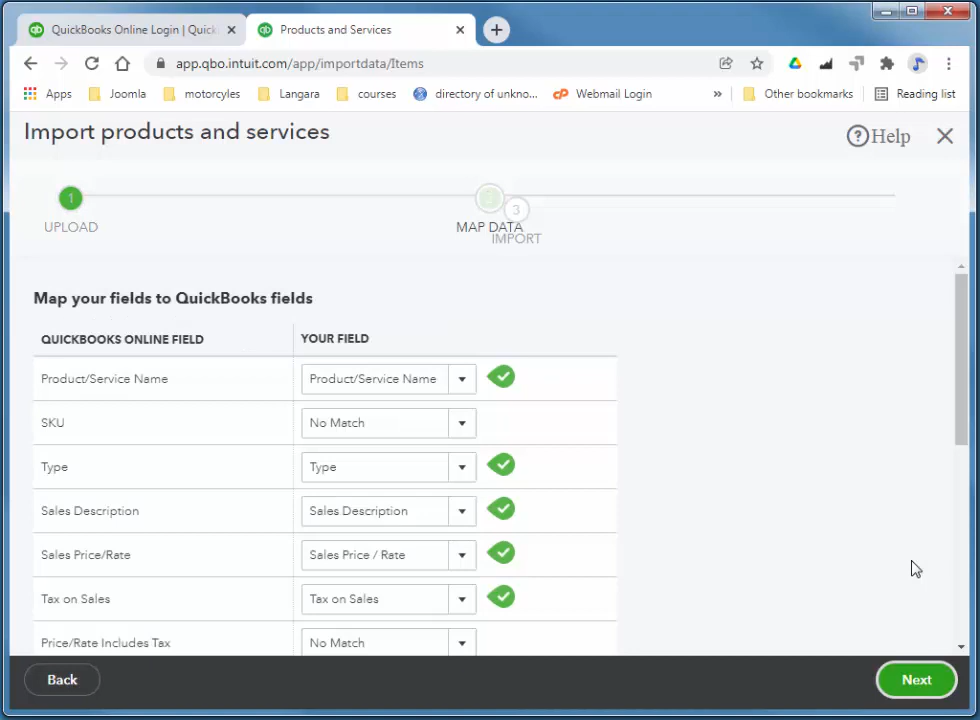 QuickBooks Online Login | Quick
Products and Services
app.qbo.intuit.com/app/importdata/Items
Apps Joomla motorcyles Langara courses directory of unkno... Webmail Login » Other bookmarks Reading list
Import products and services
Help
1
3
UPLOAD
MAP DATA
IMPORT
Map your fields to QuickBooks fields
QUICKBOOKS ONLINE FIELD YOUR FIELD
Product/Service Name Product/Service Name
SKU No Match
Type Type
Sales Description Sales Description
Sales Price/Rate Sales Price / Rate
Tax on Sales Tax on Sales
Price/Rate Includes Tax No Match
Back Next